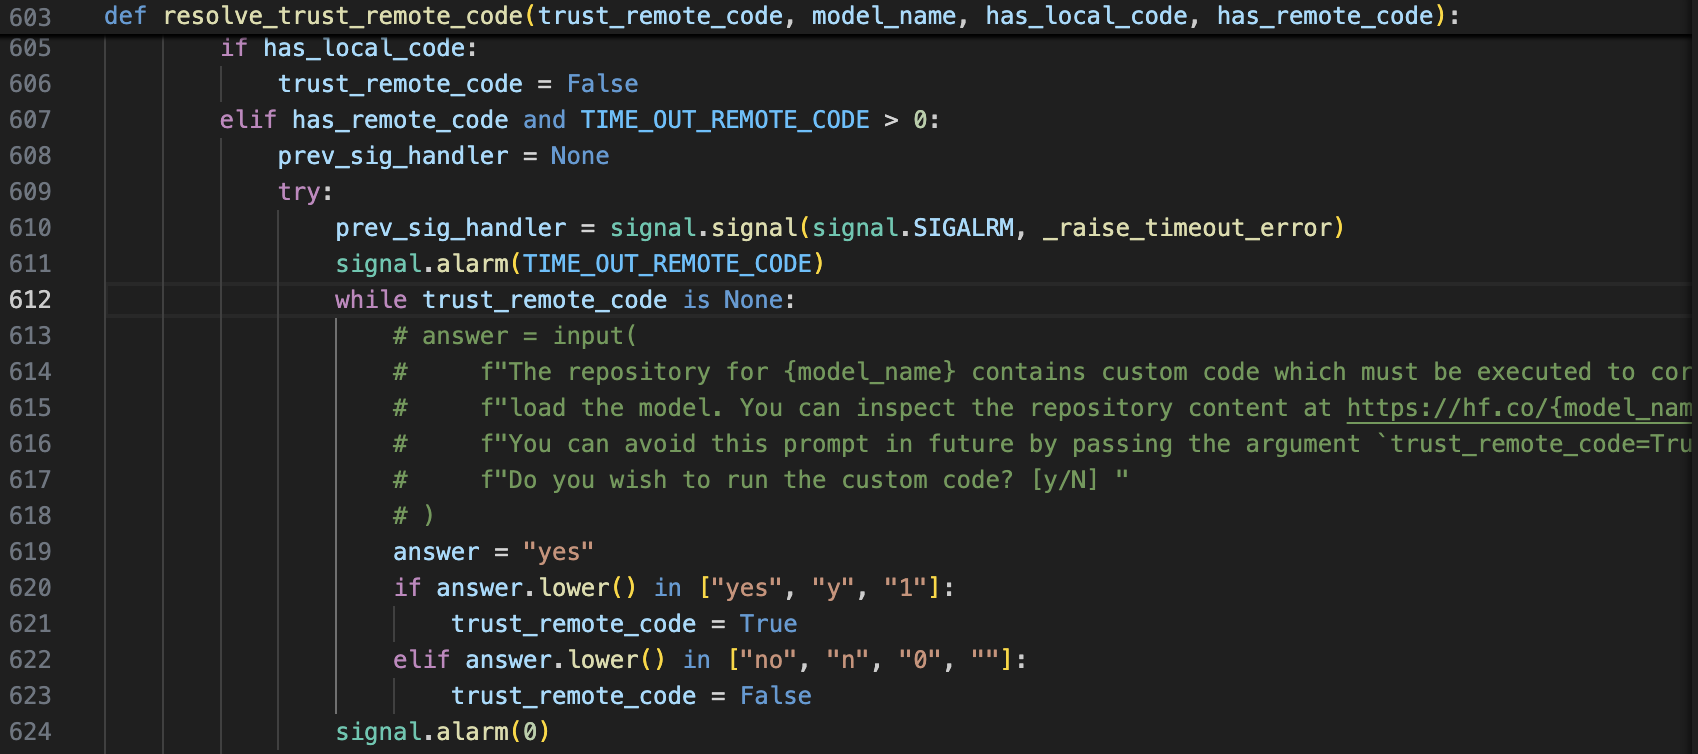 603 def resolve_trust_remote_code(trust_remote_code, model_name, has_local_code, has_remote_code):
605 if has_local_code:
606 trust_remote_code = False
607 elif has_remote_code and TIME_OUT_REMOTE_CODE > 0:
608 prev_sig_handler = None
609 try:
610 prev_sig_handler = signal.signal(signal.SIGALRM, _raise_timeout_error)
611 signal.alarm(TIME_OUT_REMOTE_CODE)
612 while trust_remote_code is None:
613 # answer = input(
614 # f"The repository for {model_name} contains custom code which must be executed to cor
615 # f"load the model. You can inspect the repository content at https://hf.co/{model_nam
616 # f"You can avoid this prompt in future by passing the argument `trust_remote_code=Tru
617 # f"Do you wish to run the custom code? [y/N] "
618 # )
619 answer = "yes"
620 if answer.lower() in ["yes", "y", "1"]:
621 trust_remote_code = True
622 elif answer.lower() in ["no", "n", "0", ""]:
623 trust_remote_code = False
624 signal.alarm(0)